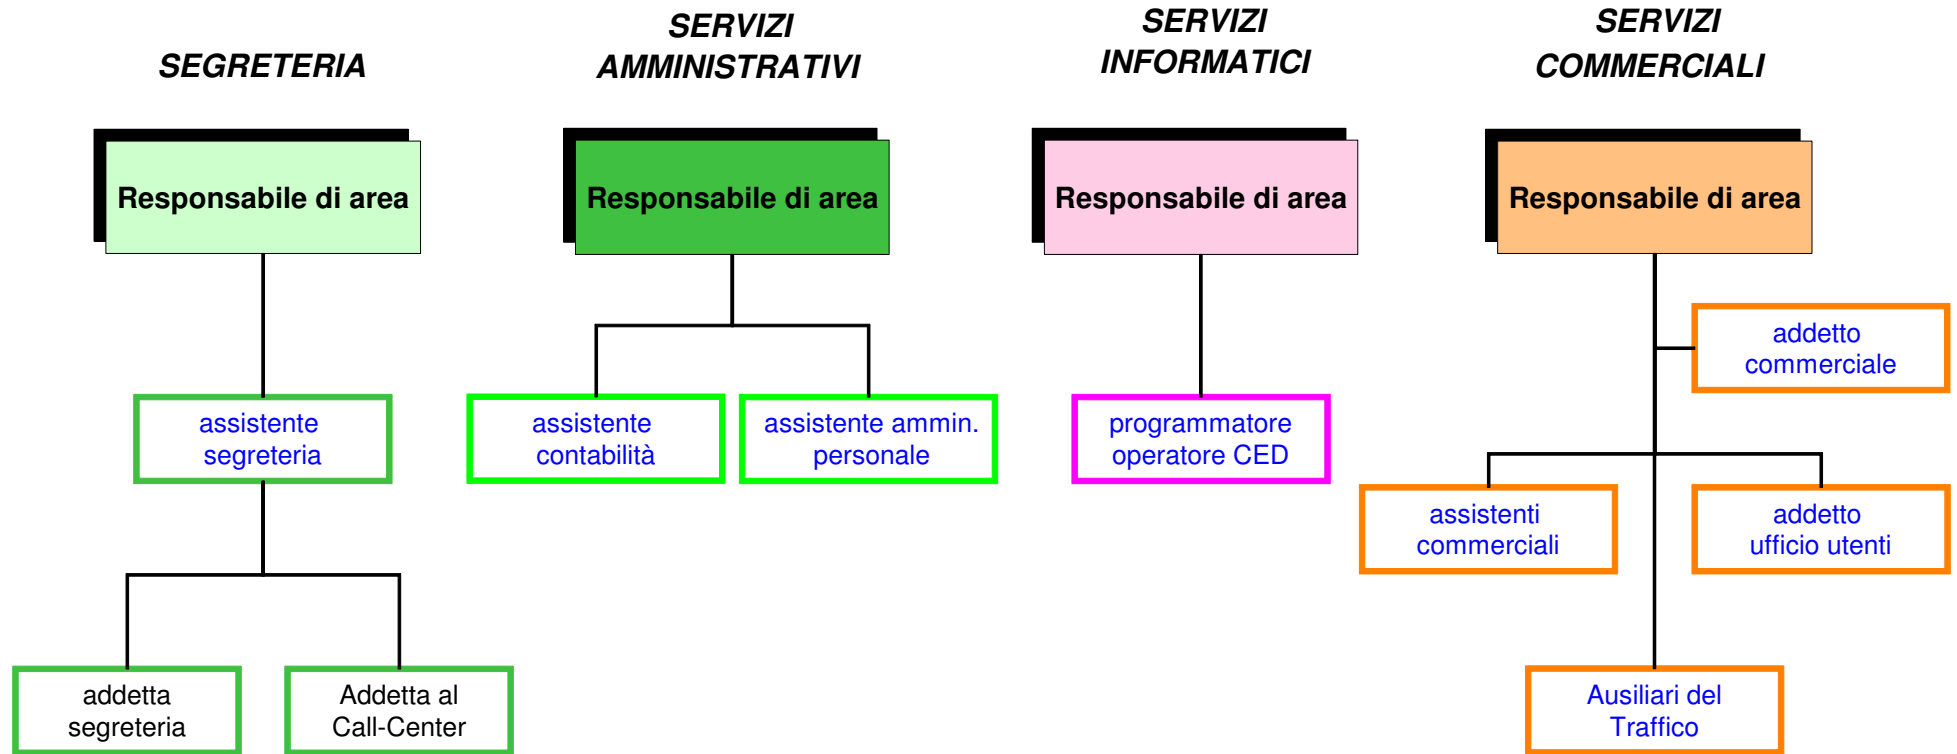 SEGRETERIA
SERVIZI
AMMINISTRATIVI
SERVIZI
INFORMATICI
SERVIZI
COMMERCIALI
Responsabile di area
Responsabile di area
Responsabile di area
Responsabile di area
addetto
commerciale
assistente
segreteria
assistente
contabilità
assistente ammin.
personale
programmatore
operatore CED
assistenti
commerciali
addetto
ufficio utenti
addetta
segreteria
Addetta al
Call-Center
Ausiliari del
Traffico